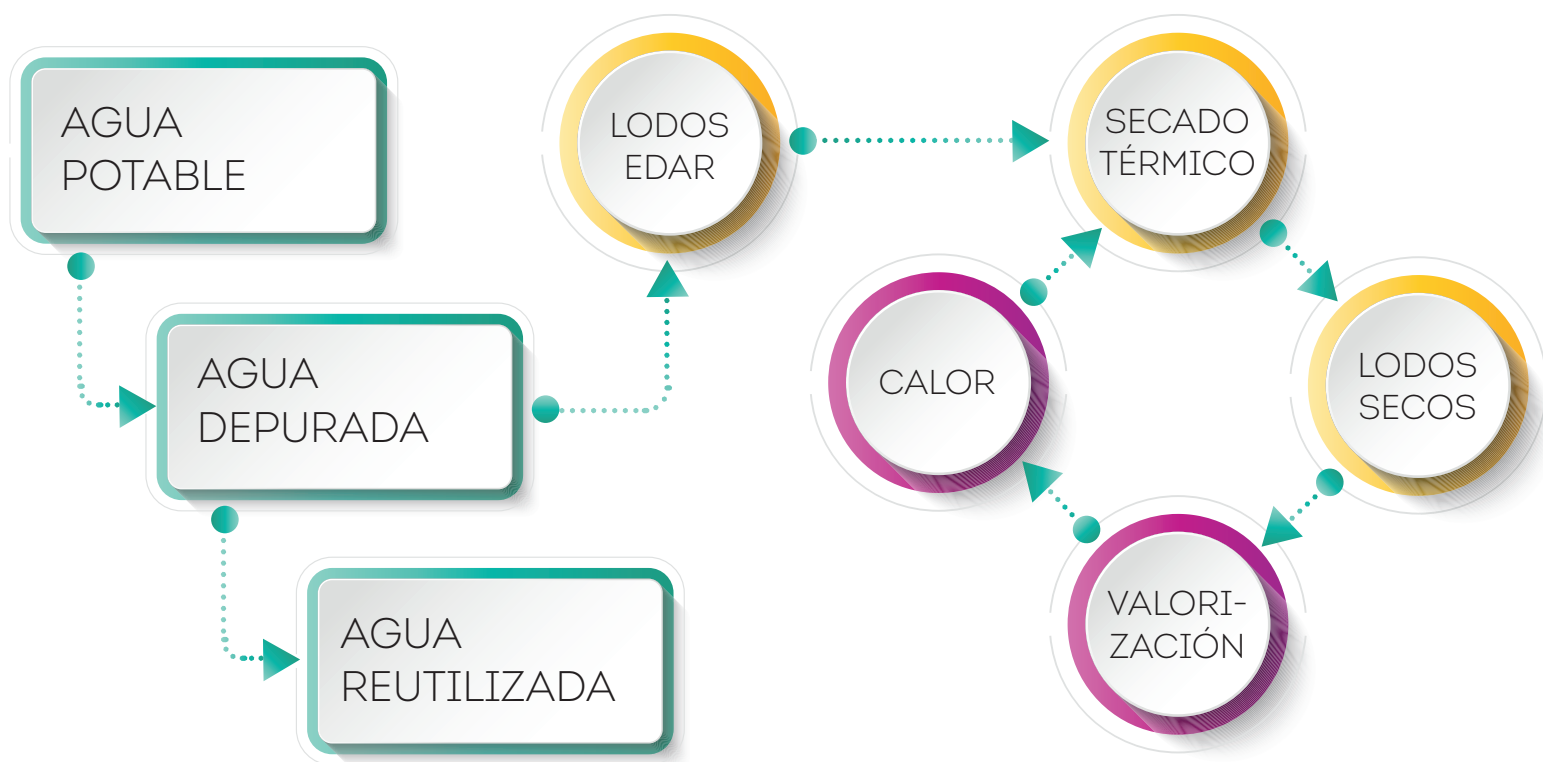 AGUA
POTABLE
AGUA
DEPURADA
AGUA
REUTILIZADA
LODOS
EDAR
SECADO
TÉRMICO
LODOS
SECOS
VALORI-
ZACIÓN
CALOR